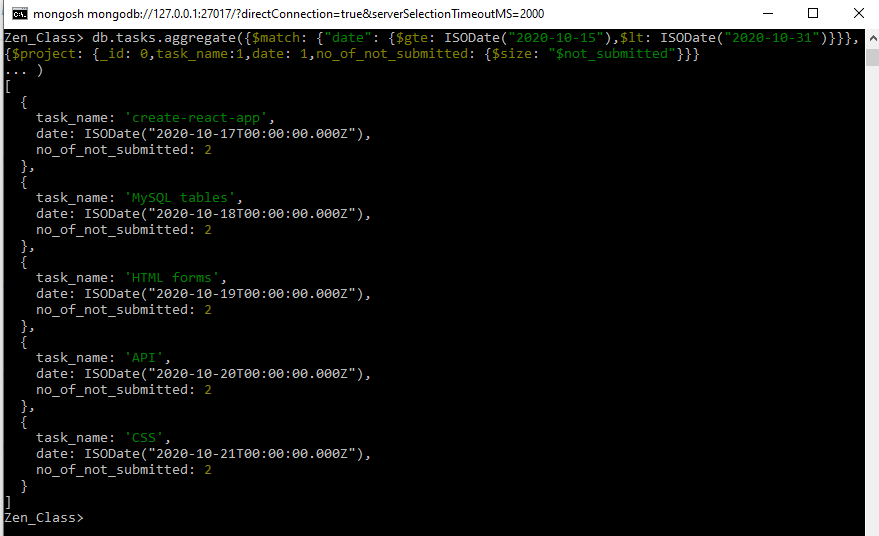 mongosh mongodb://127.0.0.1:27017/?directConnection=true&serverSelectionTimeoutMS=2000
Zen_Class> db.tasks.aggregate({$match: {"date": {$gte: ISODate("2020-10-15"),$lt: ISODate("2020-10-31")}}},
{$project: {_id: 0,task_name:1,date: 1,no_of_not_submitted: {$size: "$not_submitted"}}}
... )
[
  {
    task_name: 'create-react-app',
    date: ISODate("2020-10-17T00:00:00.000Z"),
    no_of_not_submitted: 2
  },
  {
    task_name: 'MySQL tables',
    date: ISODate("2020-10-18T00:00:00.000Z"),
    no_of_not_submitted: 2
  },
  {
    task_name: 'HTML forms',
    date: ISODate("2020-10-19T00:00:00.000Z"),
    no_of_not_submitted: 2
  },
  {
    task_name: 'API',
    date: ISODate("2020-10-20T00:00:00.000Z"),
    no_of_not_submitted: 2
  },
  {
    task_name: 'CSS',
    date: ISODate("2020-10-21T00:00:00.000Z"),
    no_of_not_submitted: 2
  }
]
Zen_Class>